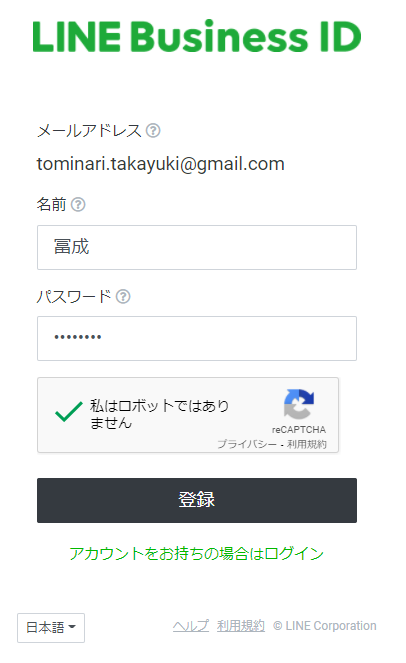 LINE Business ID
メールアドレス ?
tominari.takayuki@gmail.com
名前 ?
冨成
パスワード ?
••••••••
私はロボットではあり
ません
reCAPTCHA
プライバシー - 利用規約
登録
アカウントをお持ちの場合はログイン
日本語 ヘルプ 利用規約 © LINE Corporation